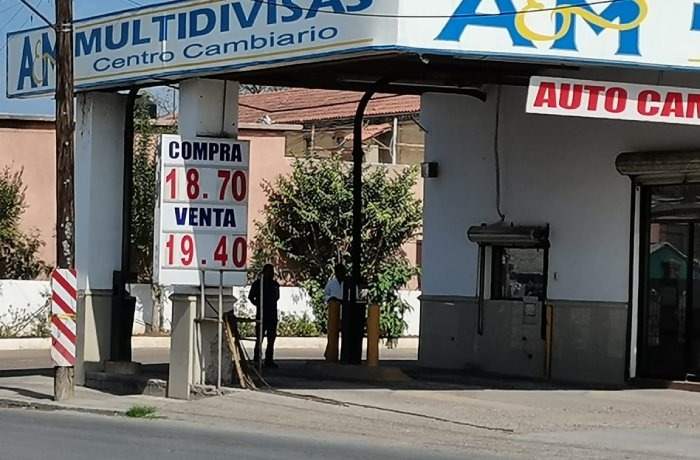 A&M MULTIDIVISAS
Centro Cambiario
A&M
AUTO CAM
COMPRA
18.70
VENTA
19.40